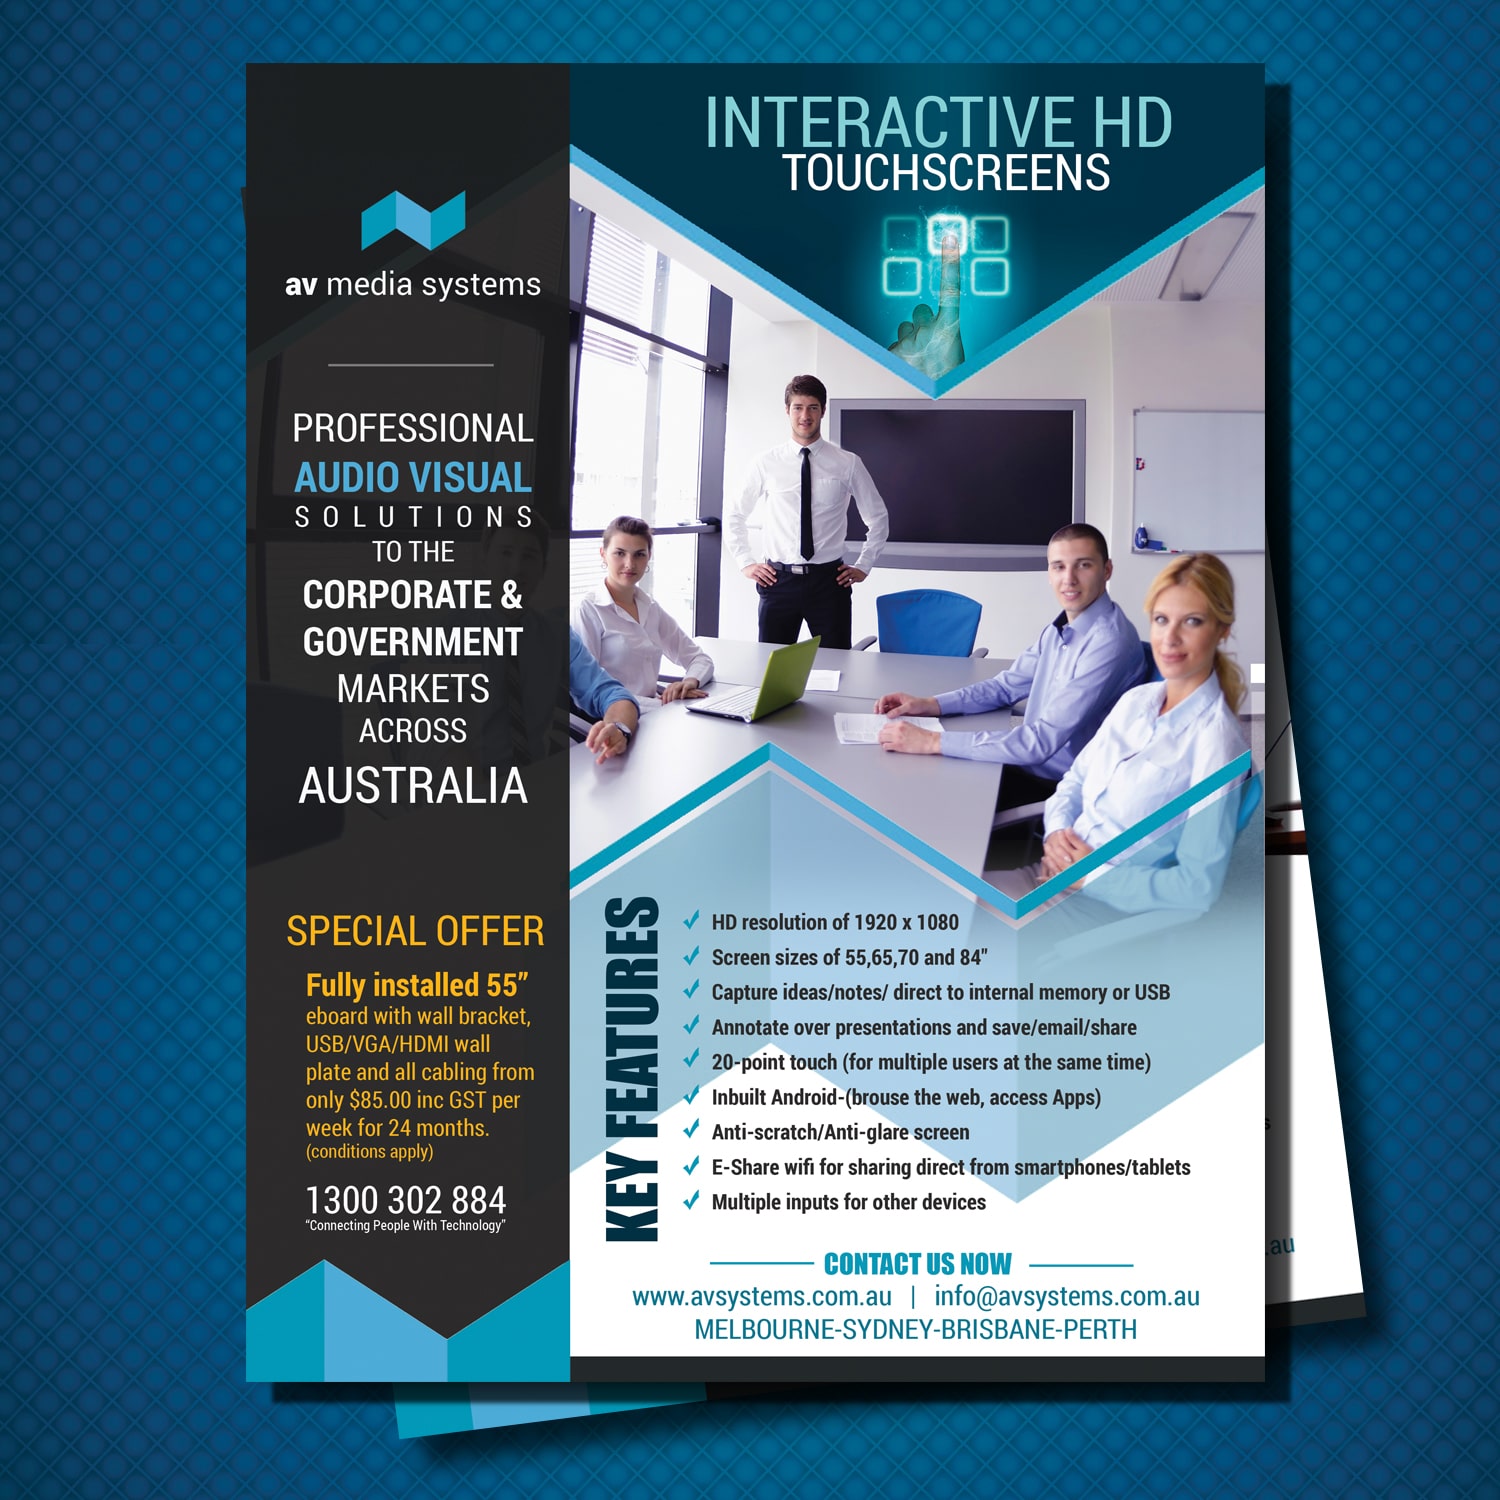 av media systems
PROFESSIONAL
AUDIO VISUAL
SOLUTIONS
TO THE
CORPORATE &
GOVERNMENT
MARKETS
ACROSS
AUSTRALIA
SPECIAL OFFER
Fully installed 55”
eboard with wall bracket,
USB/VGA/HDMI wall
plate and all cabling from
only $85.00 inc GST per
week for 24 months.
(conditions apply)
1300 302 884
“Connecting People With Technology”
INTERACTIVE HD
TOUCHSCREENS
KEY FEATURES
HD resolution of 1920 x 1080
Screen sizes of 55,65,70 and 84"
Capture ideas/notes/ direct to internal memory or USB
Annotate over presentations and save/email/share
20-point touch (for multiple users at the same time)
Inbuilt Android-(brouse the web, access Apps)
Anti-scratch/Anti-glare screen
E-Share wifi for sharing direct from smartphones/tablets
Multiple inputs for other devices
CONTACT US NOW
www.avsystems.com.au | info@avsystems.com.au
MELBOURNE-SYDNEY-BRISBANE-PERTH
.au